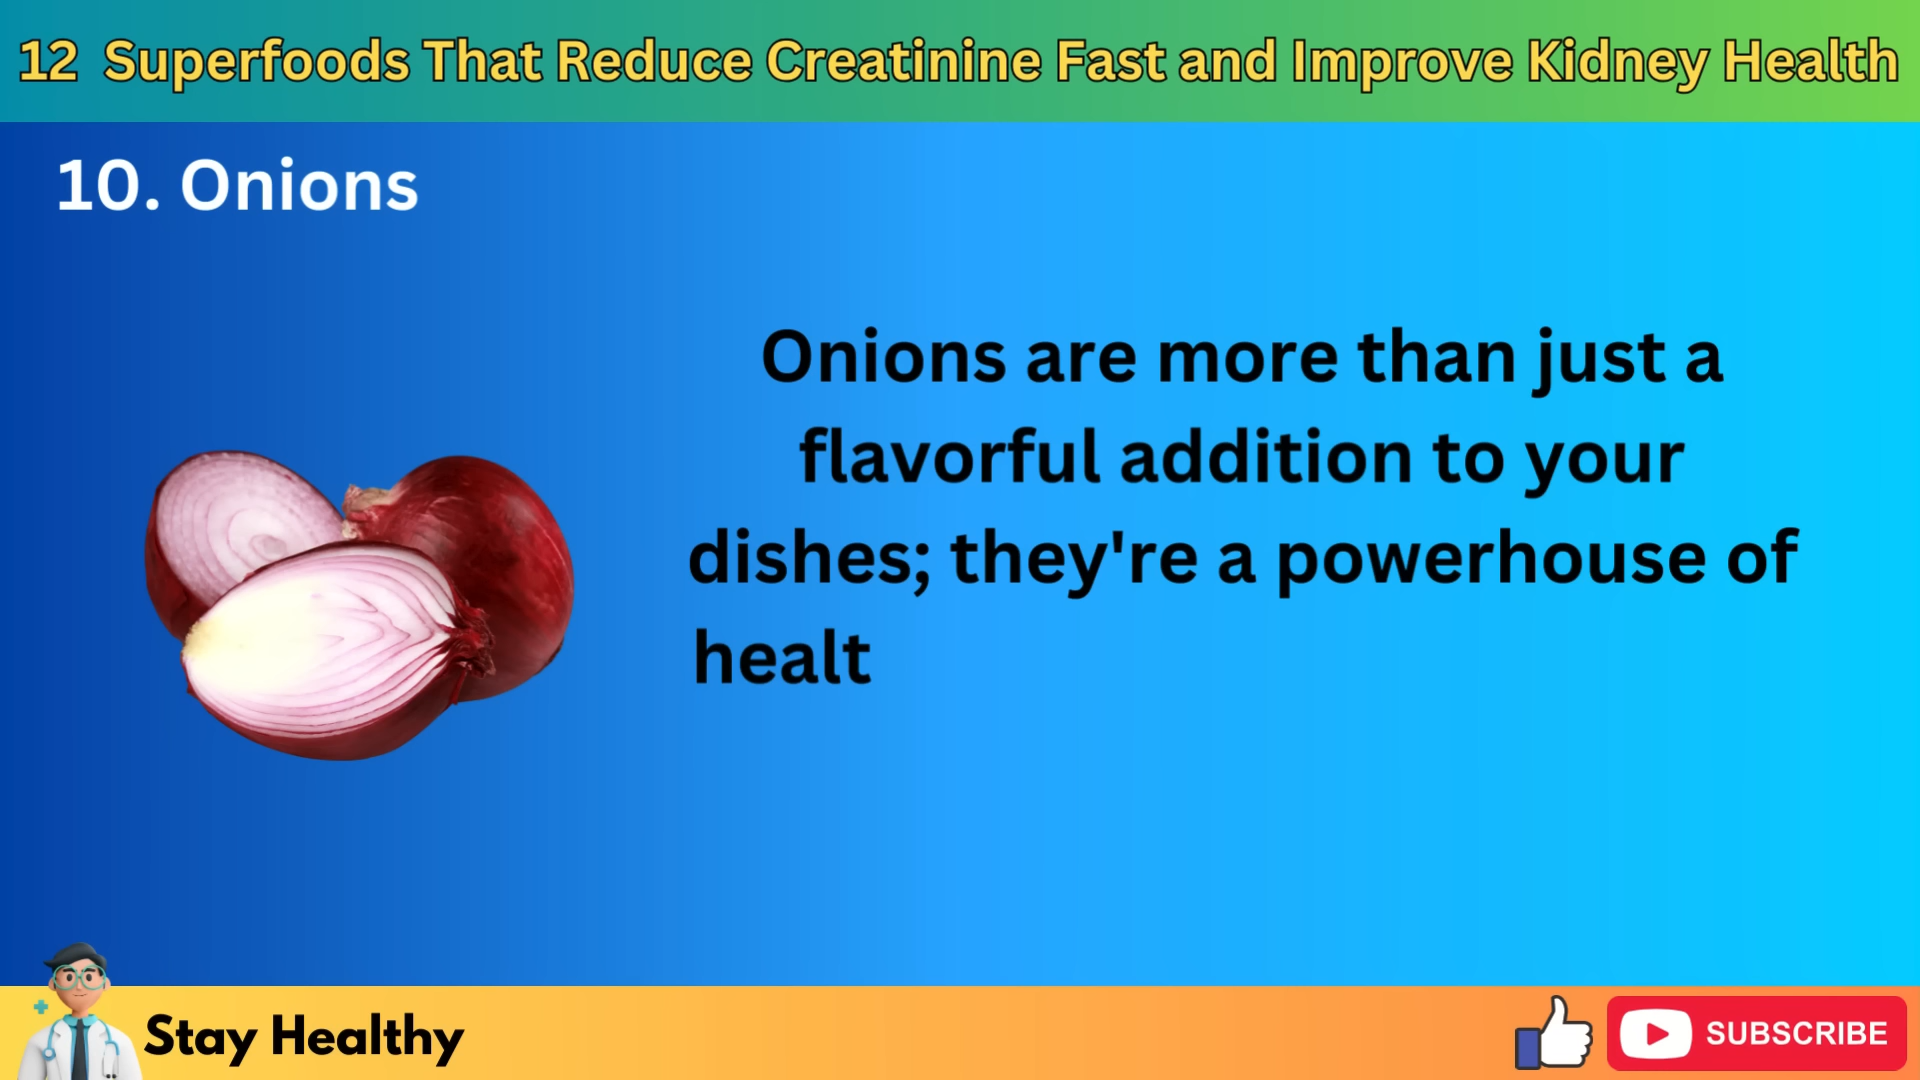 12 Superfoods That Reduce Creatinine Fast and Improve Kidney Health
10. Onions
Onions are more than just a
flavorful addition to your
dishes; they're a powerhouse of
healt
Stay Healthy
SUBSCRIBE